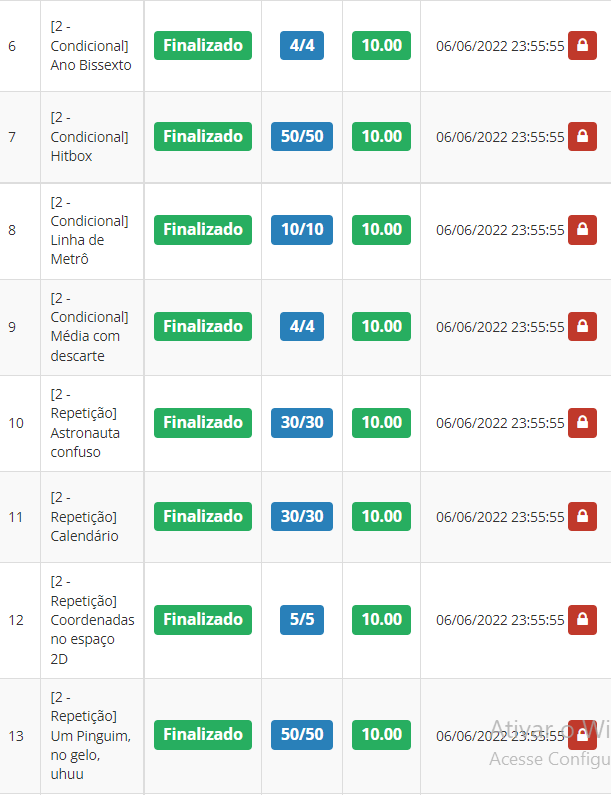 6
[2 -
Condicional]
Ano Bissexto
Finalizado
4/4
10.00
06/06/2022 23:55:55
7
[2 -
Condicional]
Hitbox
Finalizado
50/50
10.00
06/06/2022 23:55:55
8
[2 -
Condicional]
Linha de
Metrô
Finalizado
10/10
10.00
06/06/2022 23:55:55
9
[2 -
Condicional]
Média com
descarte
Finalizado
4/4
10.00
06/06/2022 23:55:55
10
[2 -
Repetição]
Astronauta
confuso
Finalizado
30/30
10.00
06/06/2022 23:55:55
11
[2 -
Repetição]
Calendário
Finalizado
30/30
10.00
06/06/2022 23:55:55
12
[2 -
Repetição]
Coordenadas
no espaço
2D
Finalizado
5/5
10.00
06/06/2022 23:55:55
13
[2 -
Repetição]
Um Pinguim,
no gelo,
uhuu
Finalizado
50/50
10.00
06/06/2022 23:55:55
Ativar o Wi
Acesse Configu